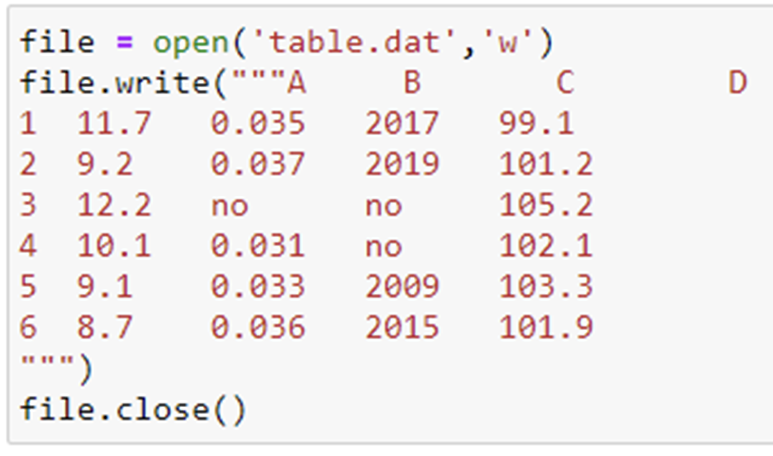 file = open('table.dat','w')
file.write("""A      B        C         D
1  11.7   0.035   2017   99.1
2  9.2    0.037   2019   101.2
3  12.2   no      no     105.2
4  10.1   0.031   no     102.1
5  9.1    0.033   2009   103.3
6  8.7    0.036   2015   101.9
""")
file.close()